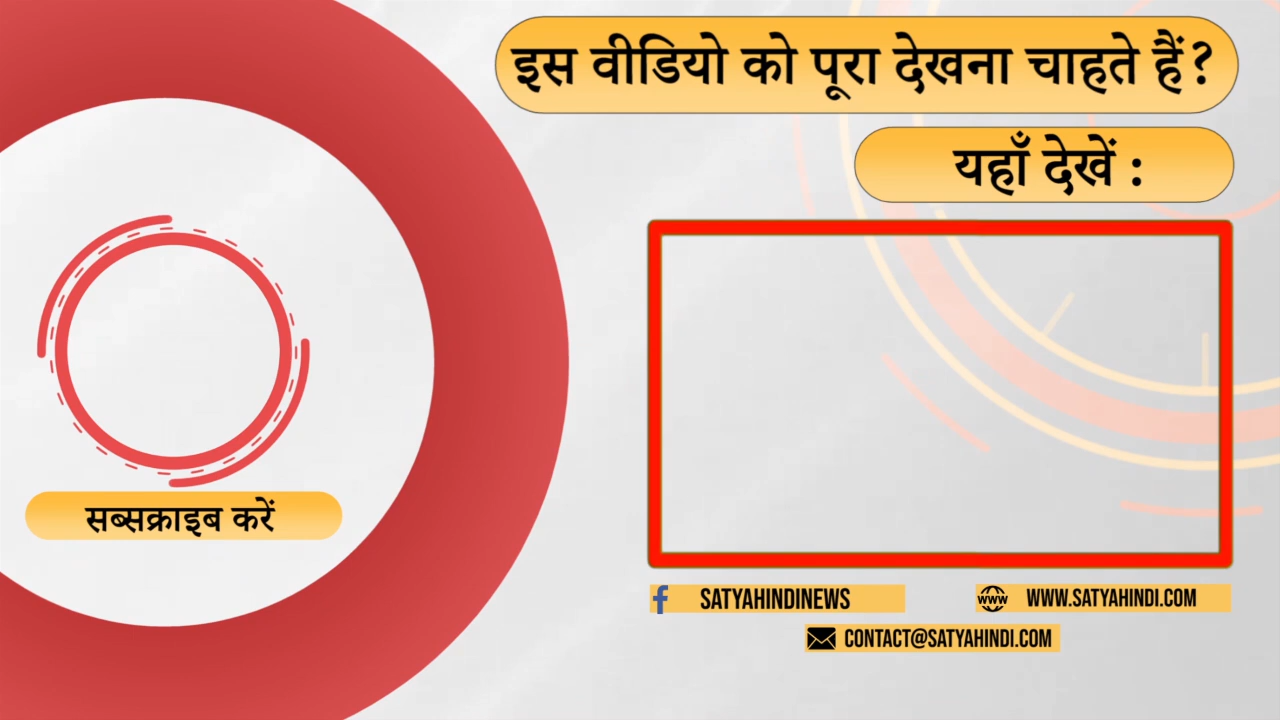 इस वीडियो को पूरा देखना चाहते हैं?
यहाँ देखें :
सब्सक्राइब करें
SATYAHINDINEWS
WWW.SATYAHINDI.COM
CONTACT@SATYAHINDI.COM